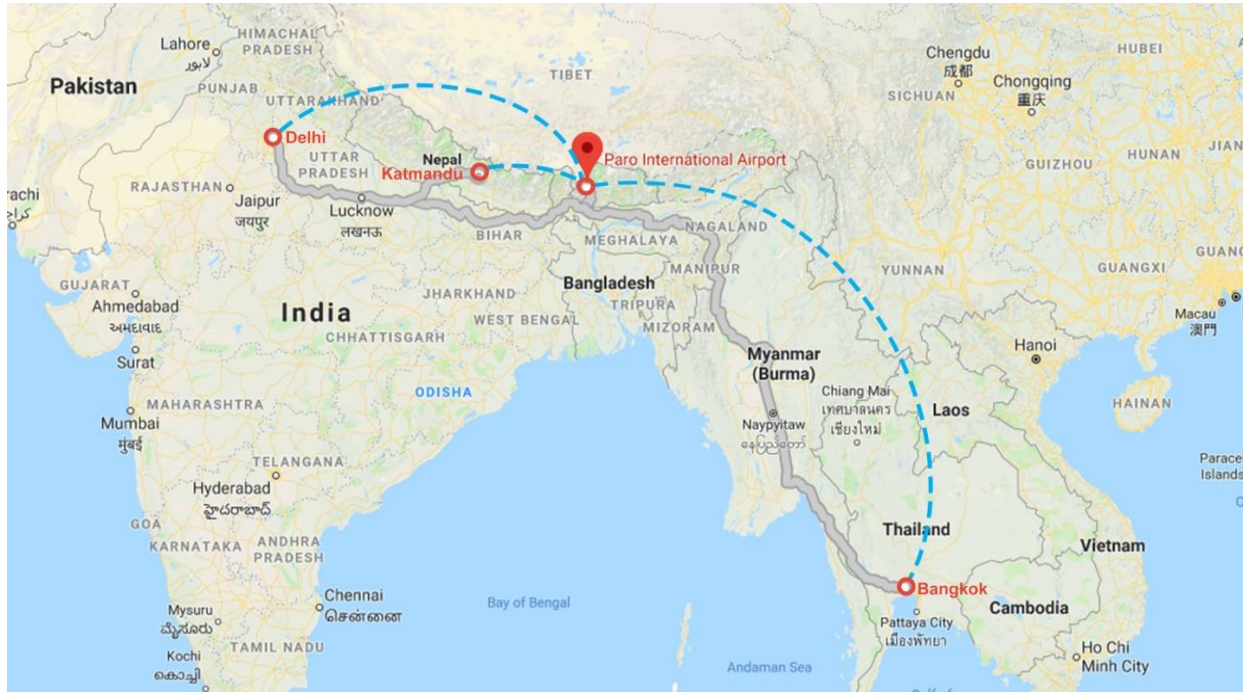 HIMACHAL
PRADESH
Lahore
لاہور
Pakistan
PUNJAB
UTTARAKHAND
TIBET
Chengdu
成都
HUBEI
Chongqing
重庆
SICHUAN
Delhi
UTTAR
PRADESH
Nepal
Katmandu
Paro International Airport
GUIZHOU
HUNAN
JIAN
rachi
کراچ
RAJASTHAN
Jaipur
जयपुर
Lucknow
लखनऊ
BIHAR
MEGHALAYA
NAGALAND
MANIPUR
YUNNAN
GUANGXI
GUANG
GUJARAT
Ahmedabad
અમદાવાદ
India
JHARKHAND
Bangladesh
TRIPURA
WEST BENGAL
MIZORAM
CHHATTISGARH
Macau
澳門
Hanoi
Surat
Myanmar
(Burma)
ODISHA
Chiang Mai
เทศบาลนคร
เชียงใหม่
Laos
HAINAN
MAHARASHTRA
Mumbai
मुंबई
Naypyitaw
နေပြည်တော်
TELANGANA
Hyderabad
హైదరాబాద్
Parace
Islands
GOA
KARNATAKA
ANDHRA
PRADESH
Thailand
Vietnam
Bangkok
Chennai
சென்னை
Bay of Bengal
Cambodia
Mysuru
ಮೈಸೂರು
Pattaya City
เมืองพัทยา
TAMIL NADU
Kochi
കൊച്ചി
Ho Chi
Minh City
Andaman Sea